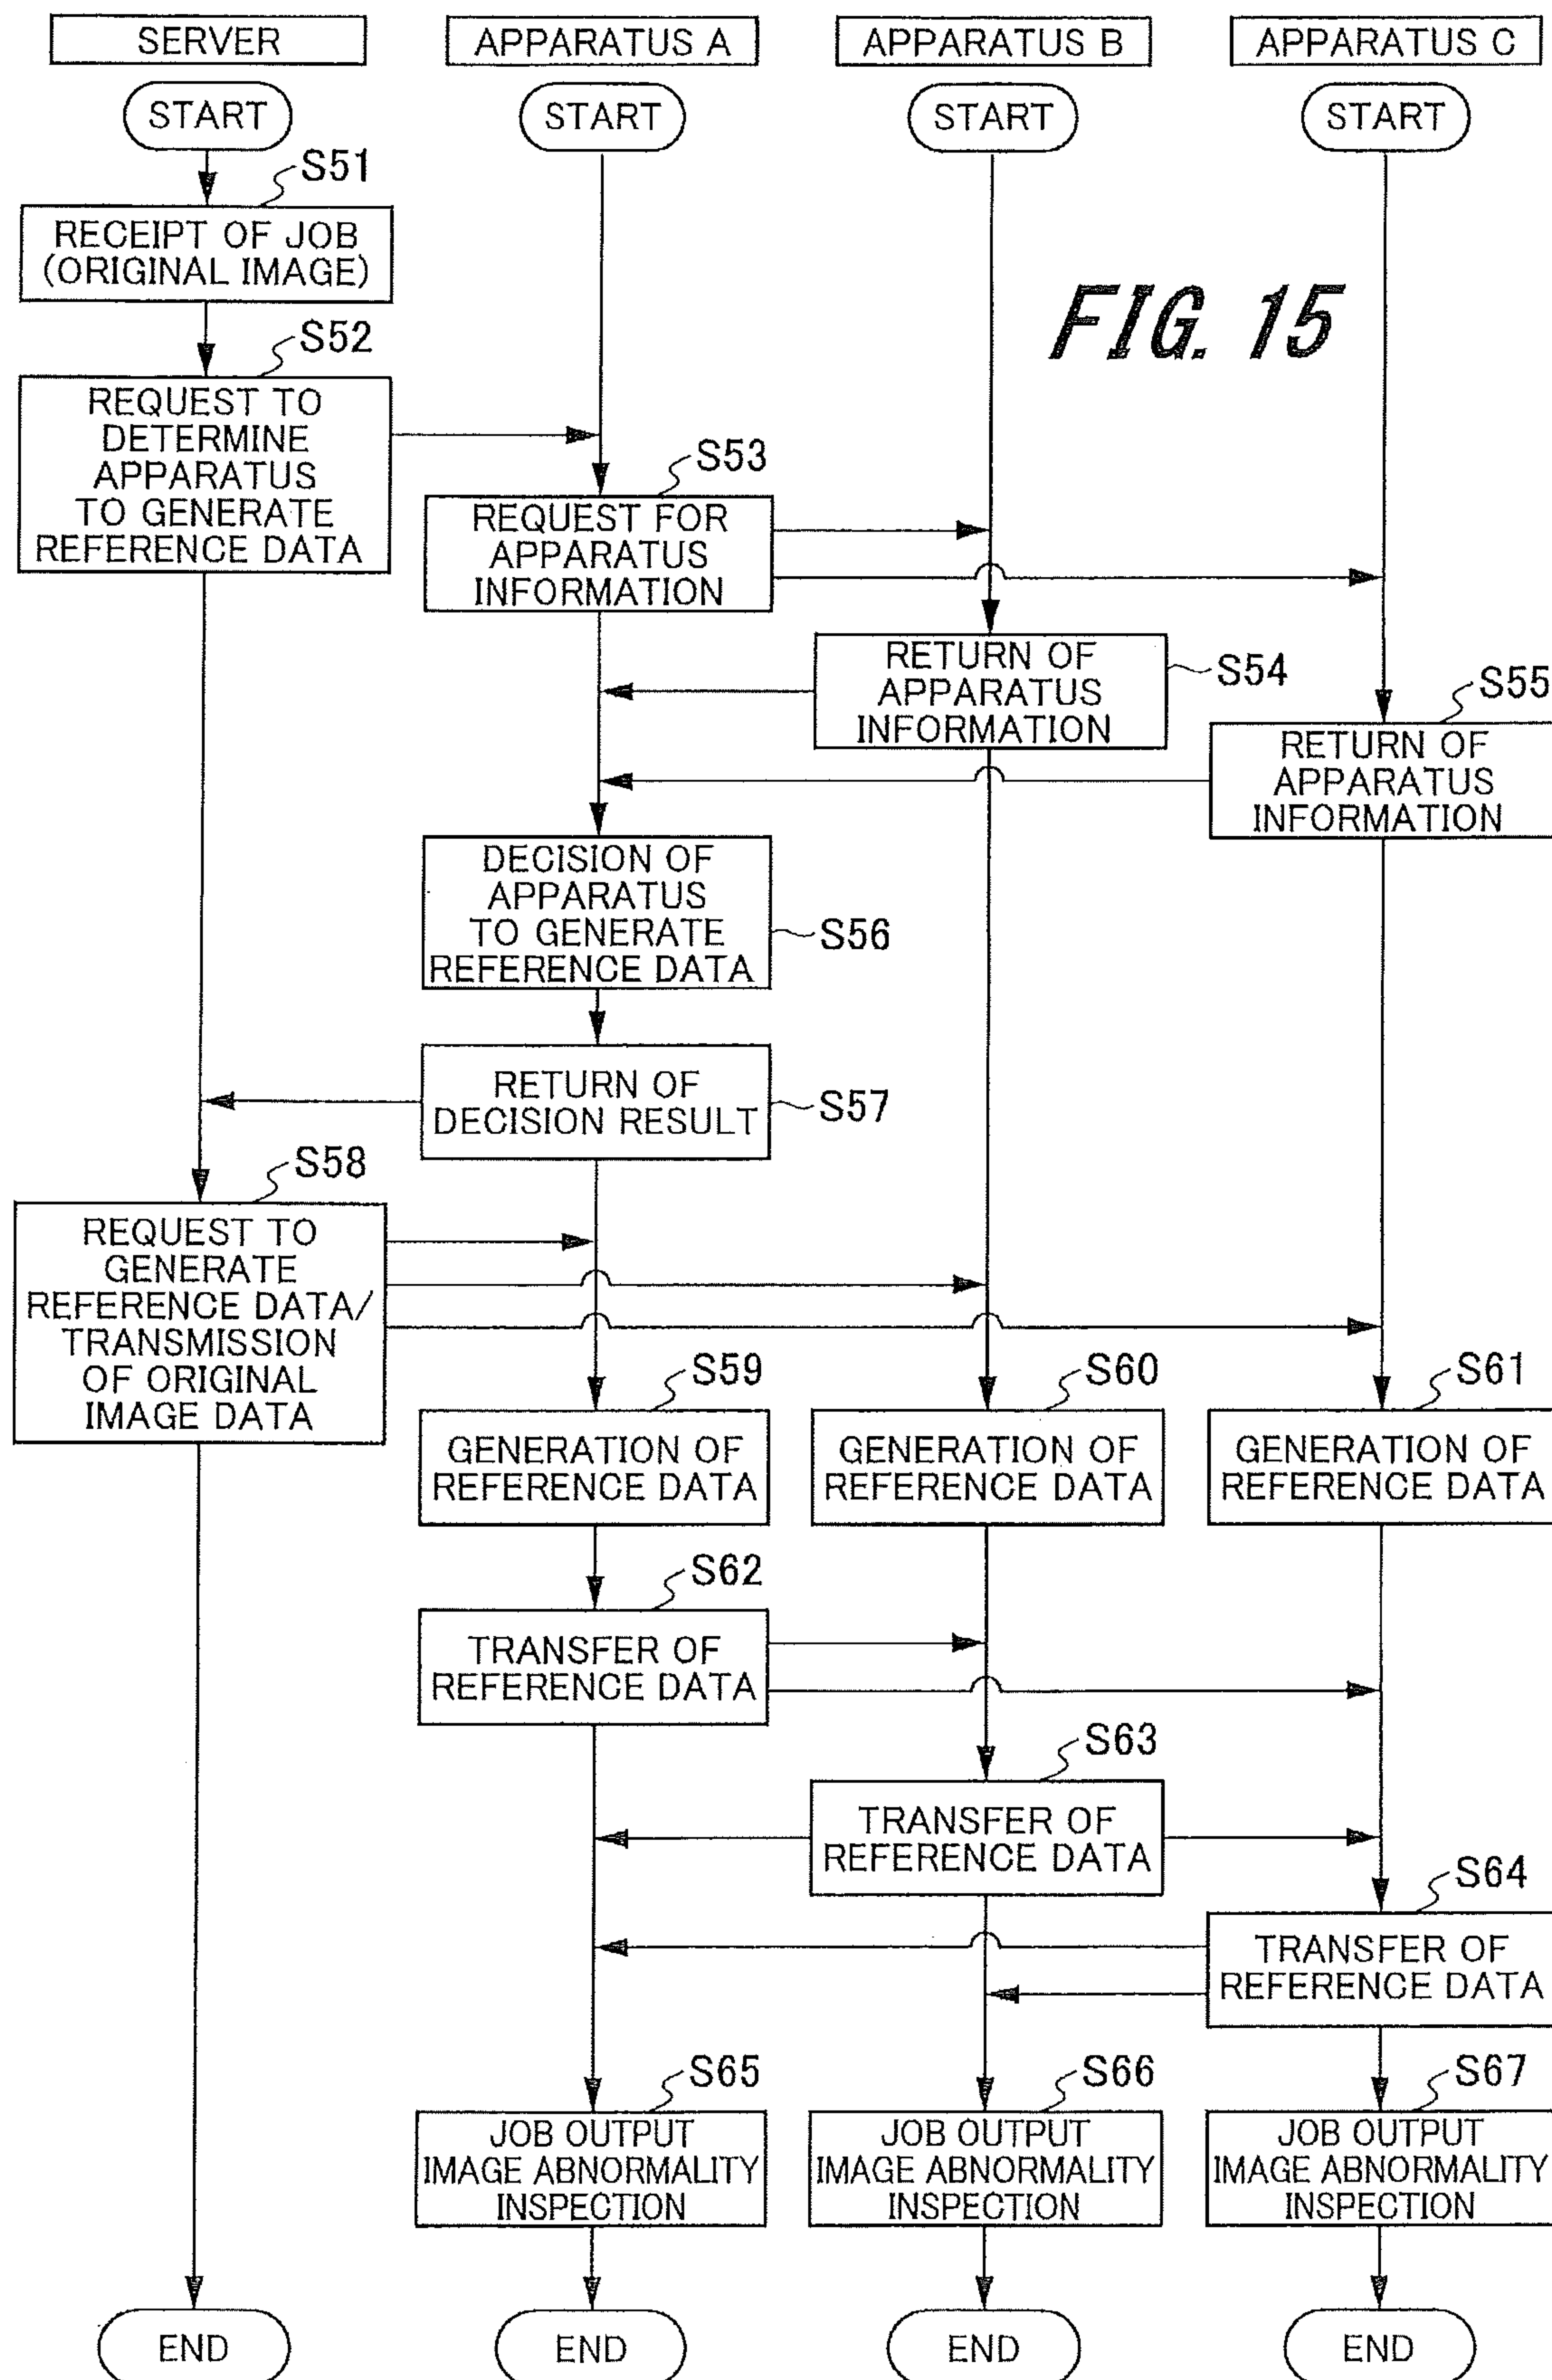 SERVER
APPARATUS A
APPARATUS B
APPARATUS C
START
START
START
START
S51
RECEIPT OF JOB
(ORIGINAL IMAGE)
FIG. 15
S52
REQUEST TO
DETERMINE
APPARATUS
TO GENERATE
REFERENCE DATA
S53
REQUEST FOR
APPARATUS
INFORMATION
RETURN OF
APPARATUS
INFORMATION
S54
S55
RETURN OF
APPARATUS
INFORMATION
DECISION OF
APPARATUS
TO GENERATE
REFERENCE DATA
S56
RETURN OF
DECISION RESULT
S57
S58
REQUEST TO
GENERATE
REFERENCE DATA/
TRANSMISSION
OF ORIGINAL
IMAGE DATA
S59
GENERATION OF
REFERENCE DATA
S60
GENERATION OF
REFERENCE DATA
S61
GENERATION OF
REFERENCE DATA
S62
TRANSFER OF
REFERENCE DATA
S63
TRANSFER OF
REFERENCE DATA
S64
TRANSFER OF
REFERENCE DATA
S65
JOB OUTPUT
IMAGE ABNORMALITY
INSPECTION
S66
JOB OUTPUT
IMAGE ABNORMALITY
INSPECTION
S67
JOB OUTPUT
IMAGE ABNORMALITY
INSPECTION
END
END
END
END